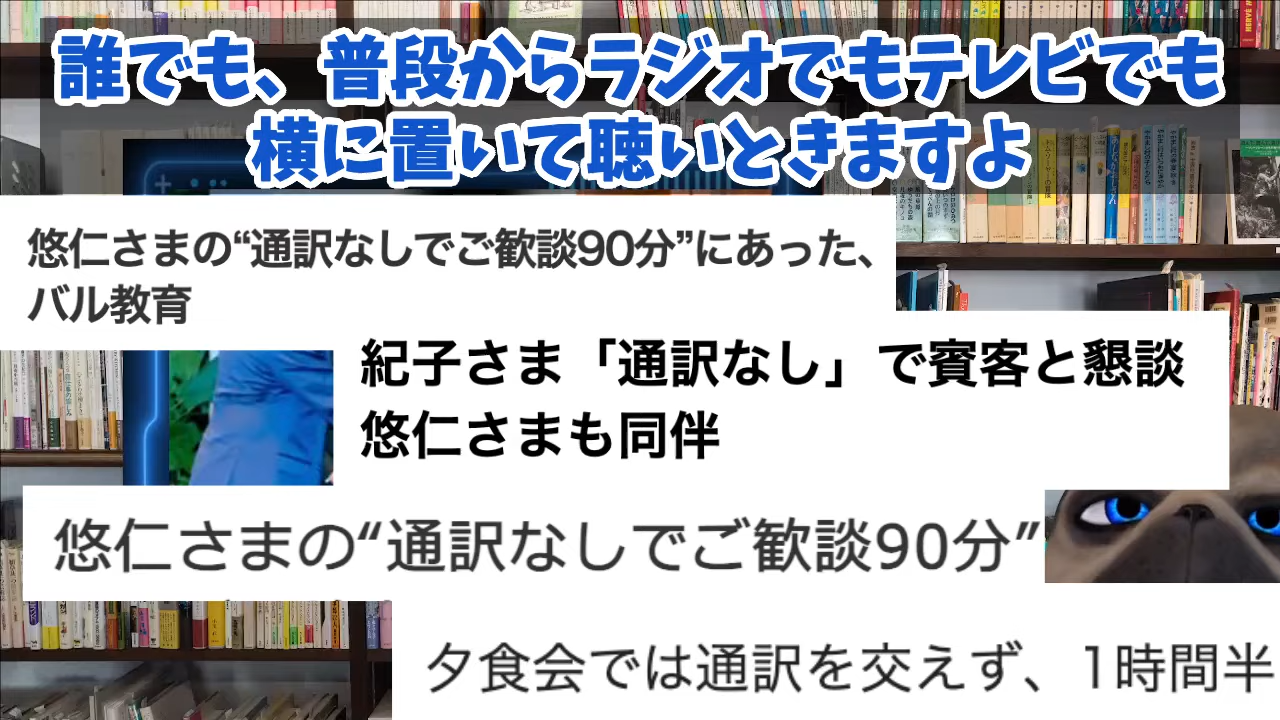 誰でも、普段からラジオでもテレビでも
横に置いて聴いときますよ
悠仁さまの“通訳なしでご歓談90分”にあった、
バル教育
紀子さま「通訳なし」で賓客と懇談
悠仁さまも同伴
悠仁さまの“通訳なしでご歓談90分”
夕食会では通訳を交えず、1時間半